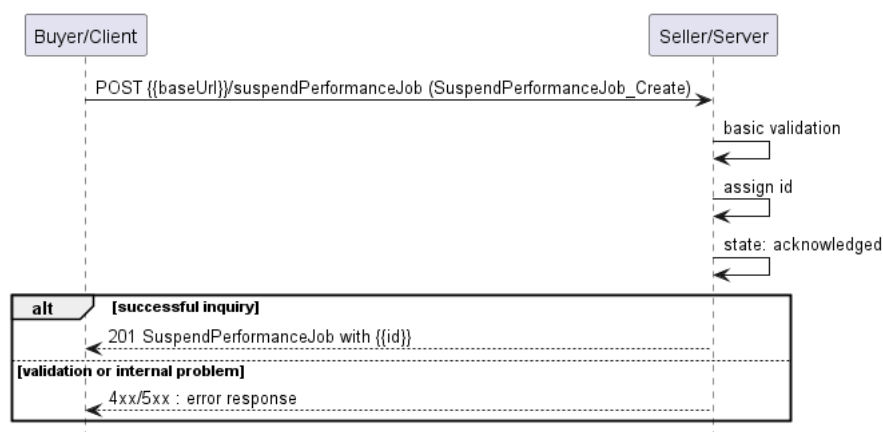 Buyer/Client
Seller/Server
POST {{baseUrl}}/suspendPerformanceJob (SuspendPerformanceJob_Create)
basic validation
assign id
state: acknowledged
alt
[successful inquiry]
201 SuspendPerformanceJob with {{id}}
[validation or internal problem]
4xx/5xx : error response